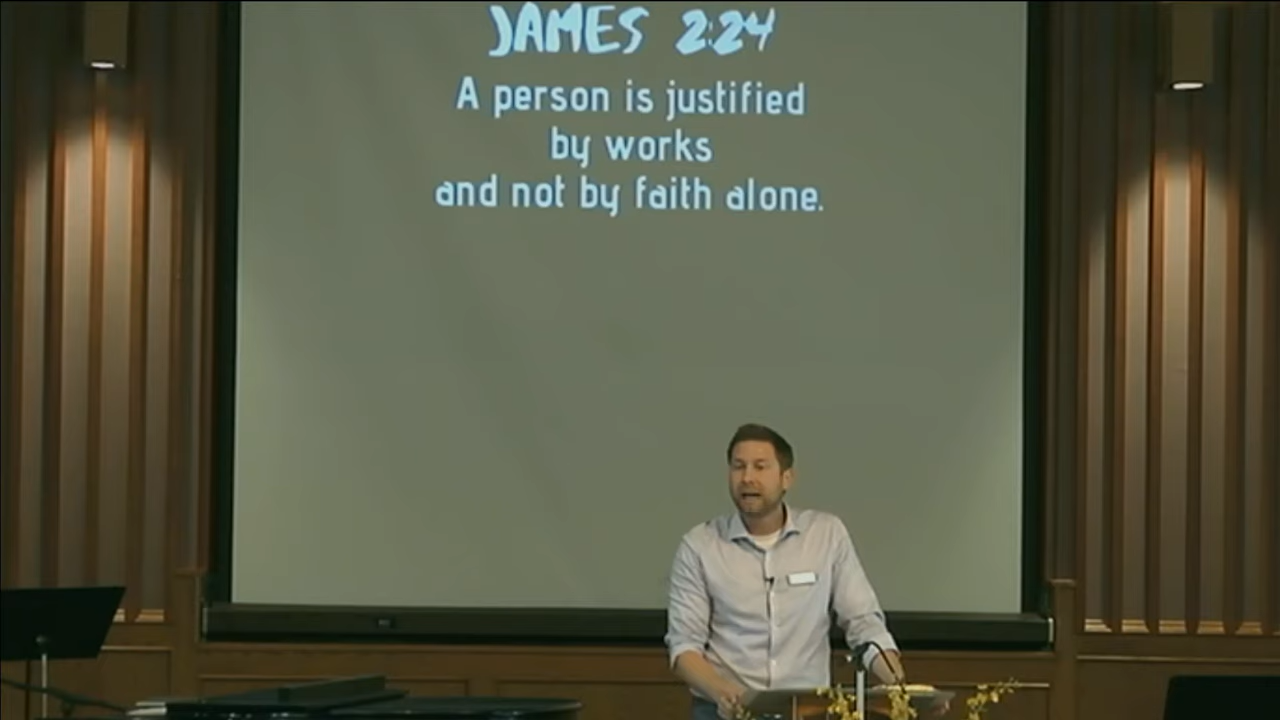 JAMES 2:24
A person is justified
by works
and not by faith alone.